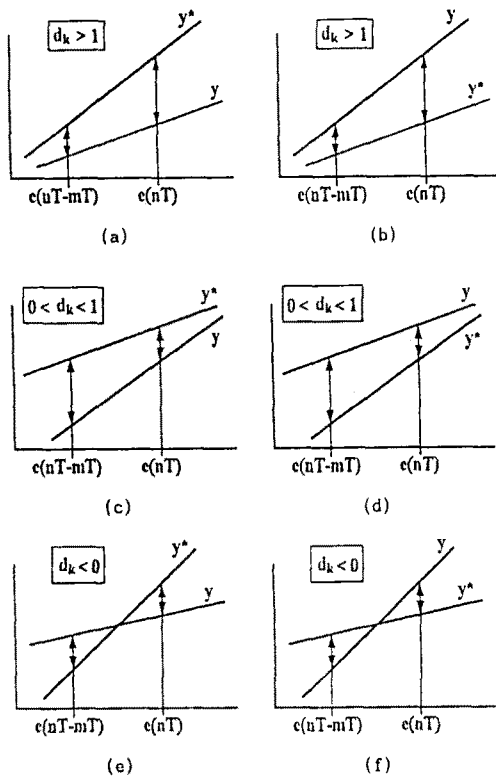 d_k > 1
y*
y
e(nT-mT)
e(nT)
(a)
d_k > 1
y
y*
e(nT-mT)
e(nT)
(b)
0 < d_k < 1
y*
y
e(nT-mT)
e(nT)
(c)
0 < d_k < 1
y
y*
e(nT-mT)
e(nT)
(d)
d_k < 0
y*
y
e(nT-mT)
e(nT)
(e)
d_k < 0
y
y*
e(nT-mT)
e(nT)
(f)